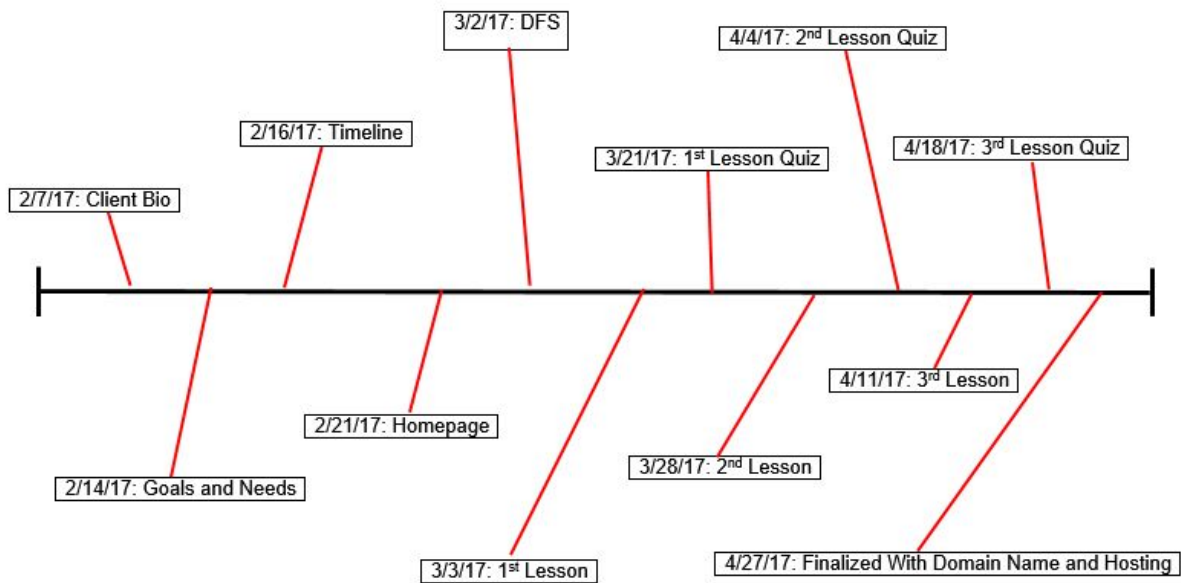 3/2/17: DFS
4/4/17: 2nd Lesson Quiz
2/16/17: Timeline
3/21/17: 1st Lesson Quiz
4/18/17: 3rd Lesson Quiz
2/7/17: Client Bio
4/11/17: 3rd Lesson
2/21/17: Homepage
3/28/17: 2nd Lesson
2/14/17: Goals and Needs
3/3/17: 1st Lesson
4/27/17: Finalized With Domain Name and Hosting